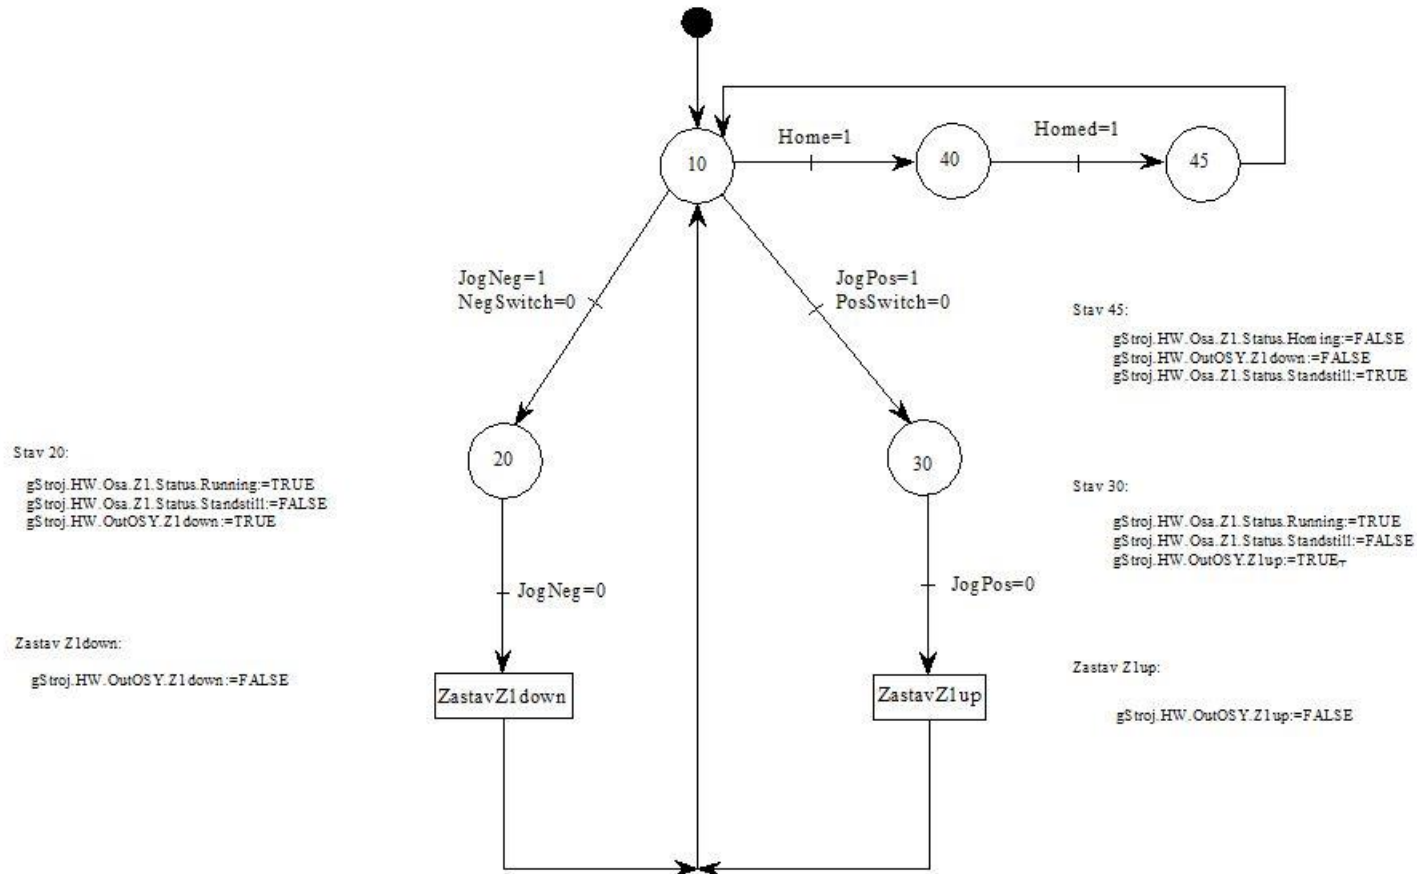 Home=1
Homed=1
10
40
45
JogNeg=1
NegSwitch=0
JogPos=1
PosSwitch=0
Stav 45:
gStroj.HW.Osa.Z1.Status.Homing:=FALSE
gStroj.HW.OutOSY.Z1down:=FALSE
gStroj.HW.Osa.Z1.Status.Standstill:=TRUE
Stav 20:
gStroj.HW.Osa.Z1.Status.Running:=TRUE
gStroj.HW.Osa.Z1.Status.Standstill:=FALSE
gStroj.HW.OutOSY.Z1down:=TRUE
20
30
Stav 30:
gStroj.HW.Osa.Z1.Status.Running:=TRUE
gStroj.HW.Osa.Z1.Status.Standstill:=FALSE
gStroj.HW.OutOSY.Z1up:=TRUE
JogNeg=0
JogPos=0
Zastav Z1down:
gStroj.HW.OutOSY.Z1down:=FALSE
ZastavZ1down
ZastavZ1up
Zastav Z1up:
gStroj.HW.OutOSY.Z1up:=FALSE